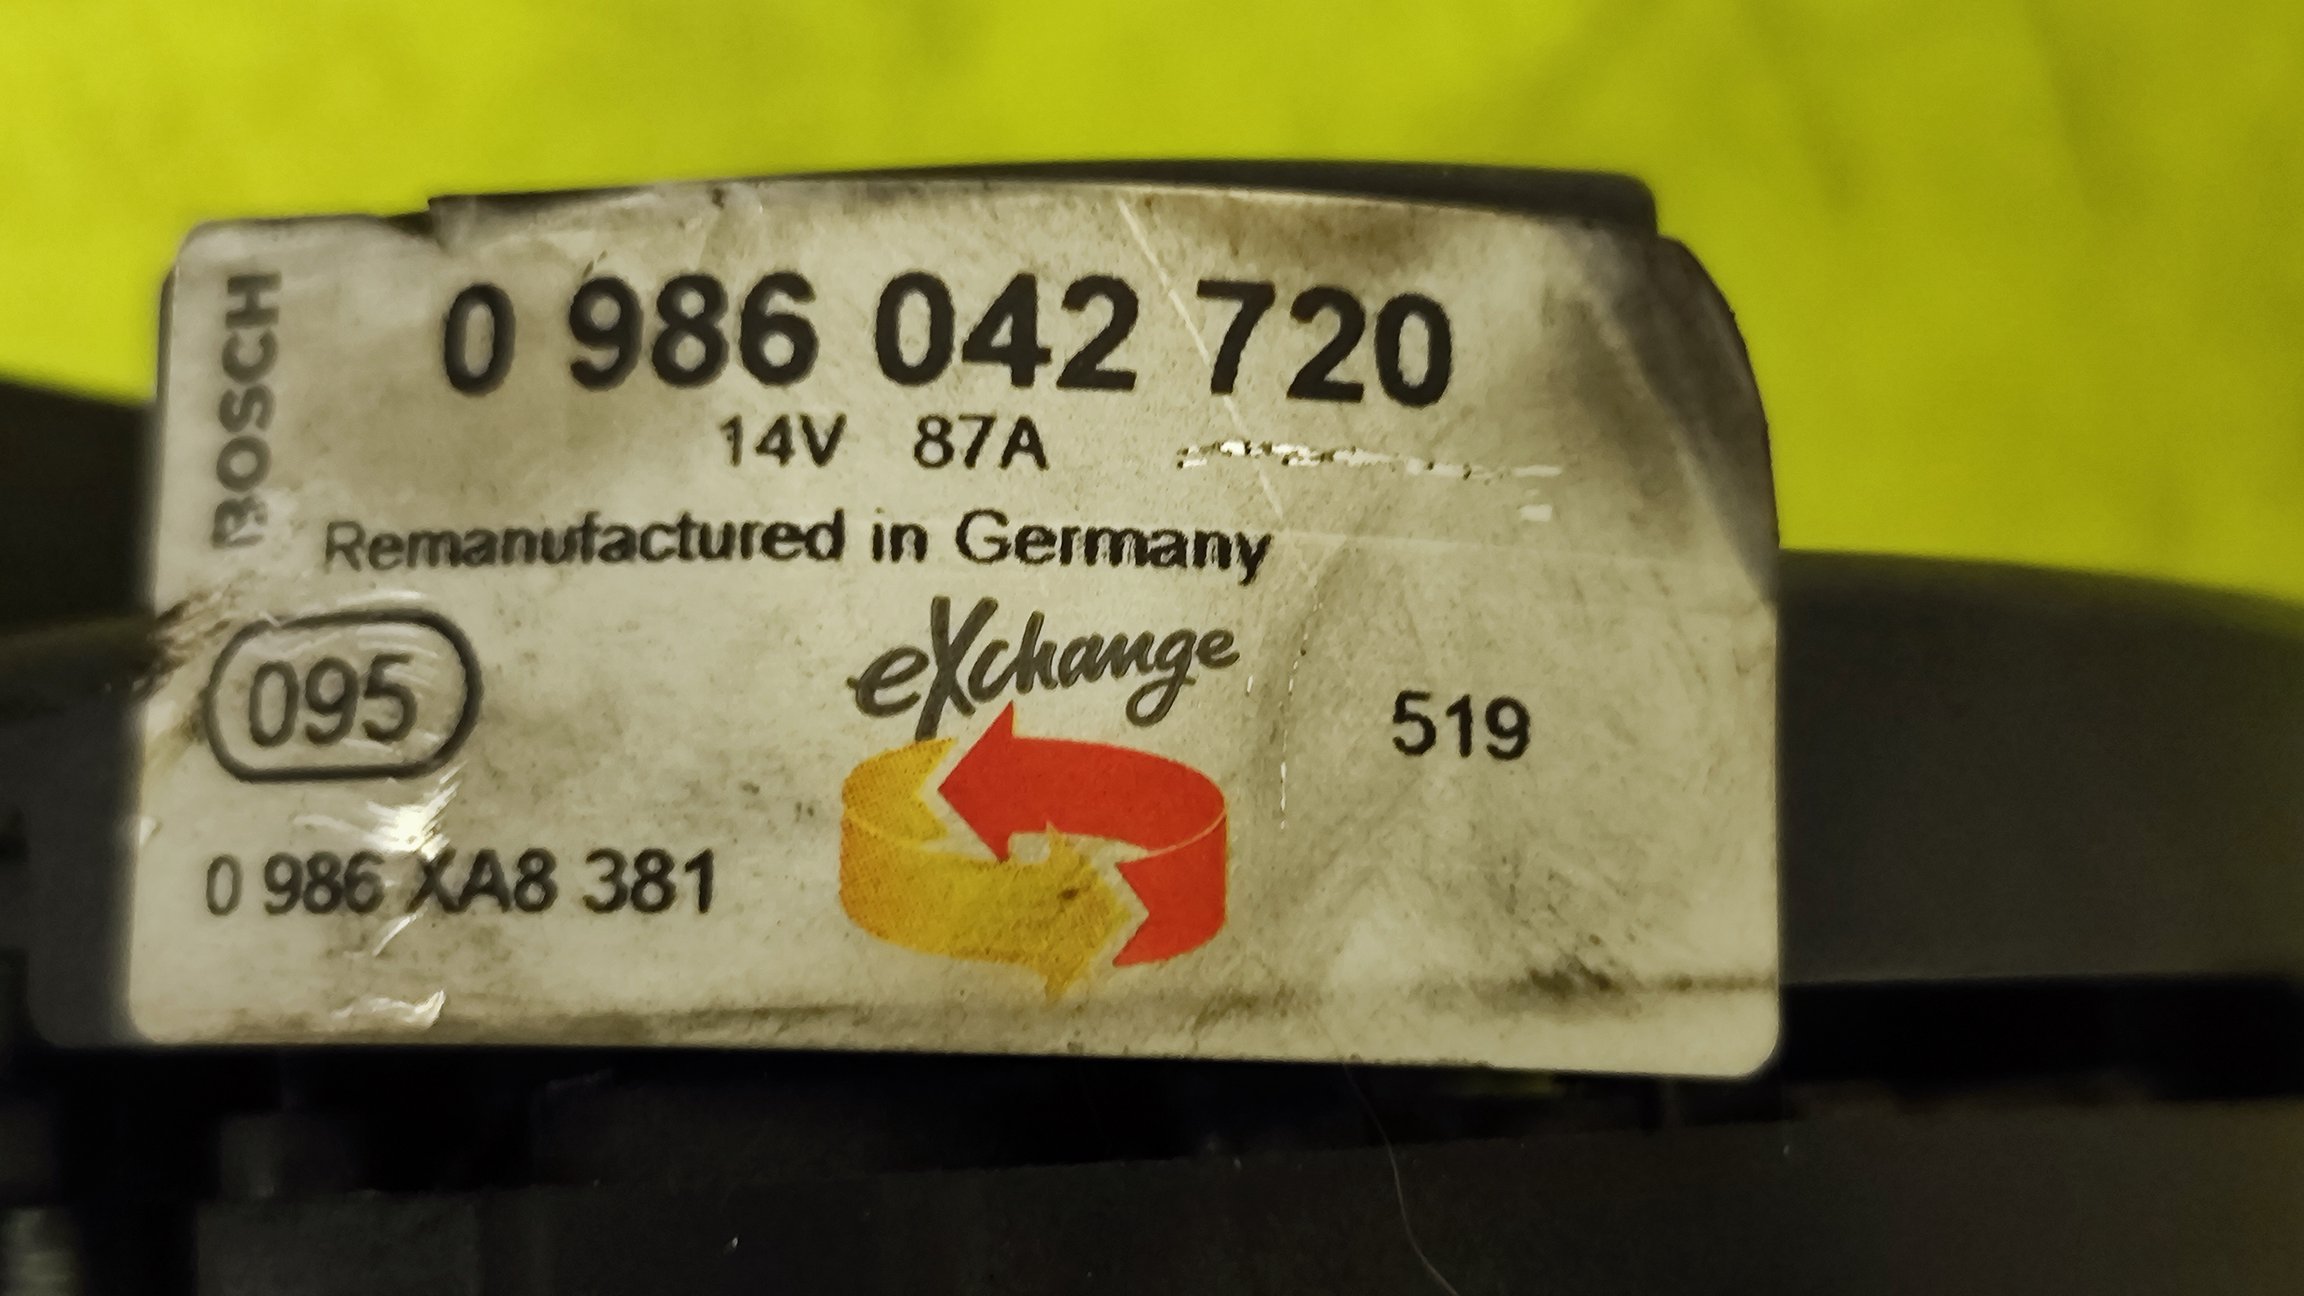 BOSCH
0 986 042 720
14V 87A
Remanufactured in Germany
eXchange
095
519
0 986 XA8 381